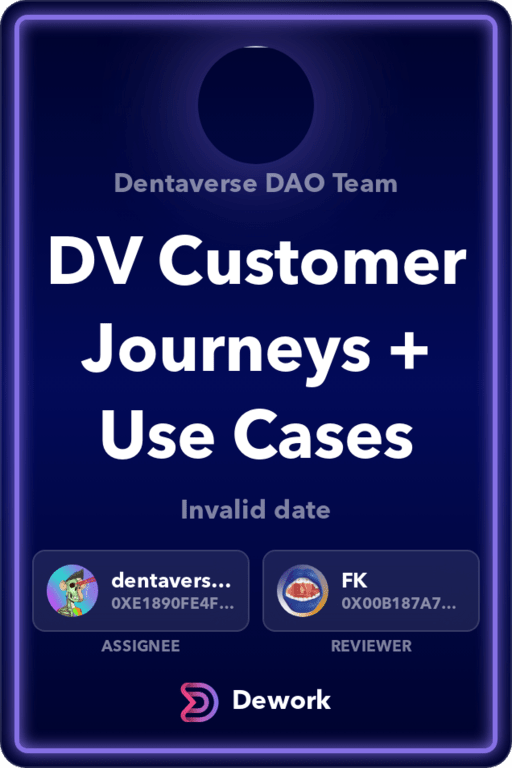 Dentaverse DAO Team
DV Customer
Journeys +
Use Cases
Invalid date
dentavers...
0XE1890FE4F...
ASSIGNEE
FK
0X00B187A7...
REVIEWER
Dework